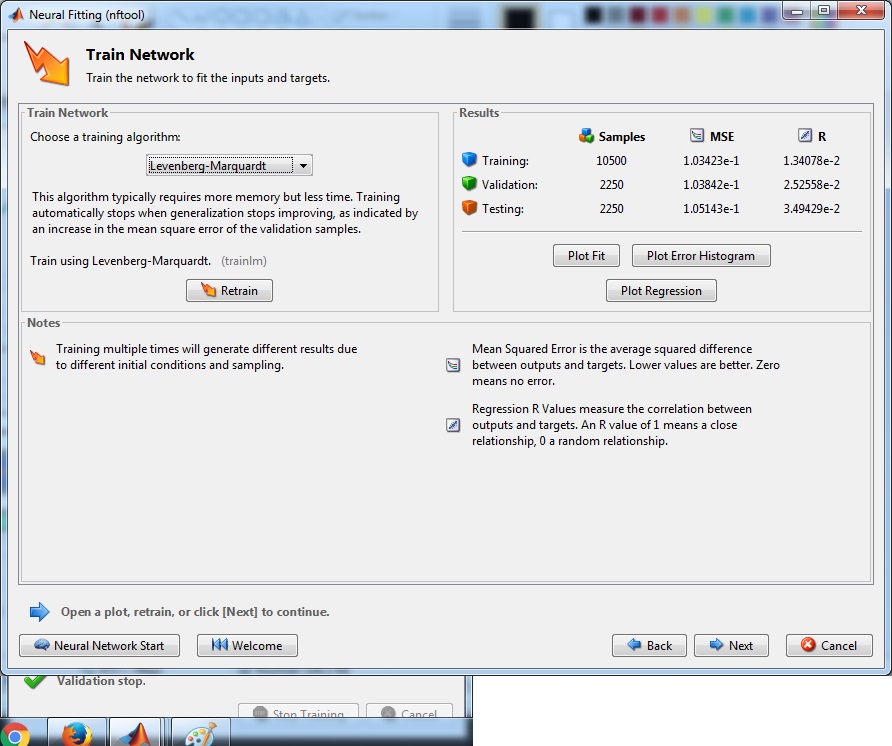 Neural Fitting (nftool)
Train Network
Train the network to fit the inputs and targets.
Train Network
Choose a training algorithm:
Levenberg-Marquardt
This algorithm typically requires more memory but less time. Training
automatically stops when generalization stops improving, as indicated by
an increase in the mean square error of the validation samples.
Train using Levenberg-Marquardt. (trainlm)
Retrain
Results
Samples MSE R
Training: 10500 1.03423e-1 1.34078e-2
Validation: 2250 1.03842e-1 2.52558e-2
Testing: 2250 1.05143e-1 3.49429e-2
Plot Fit Plot Error Histogram
Plot Regression
Notes
Training multiple times will generate different results due
to different initial conditions and sampling.
Mean Squared Error is the average squared difference
between outputs and targets. Lower values are better. Zero
means no error.
Regression R Values measure the correlation between
outputs and targets. An R value of 1 means a close
relationship, 0 a random relationship.
Open a plot, retrain, or click [Next] to continue.
Neural Network Start Welcome Back Next Cancel
Validation stop.
Stop Training Cancel